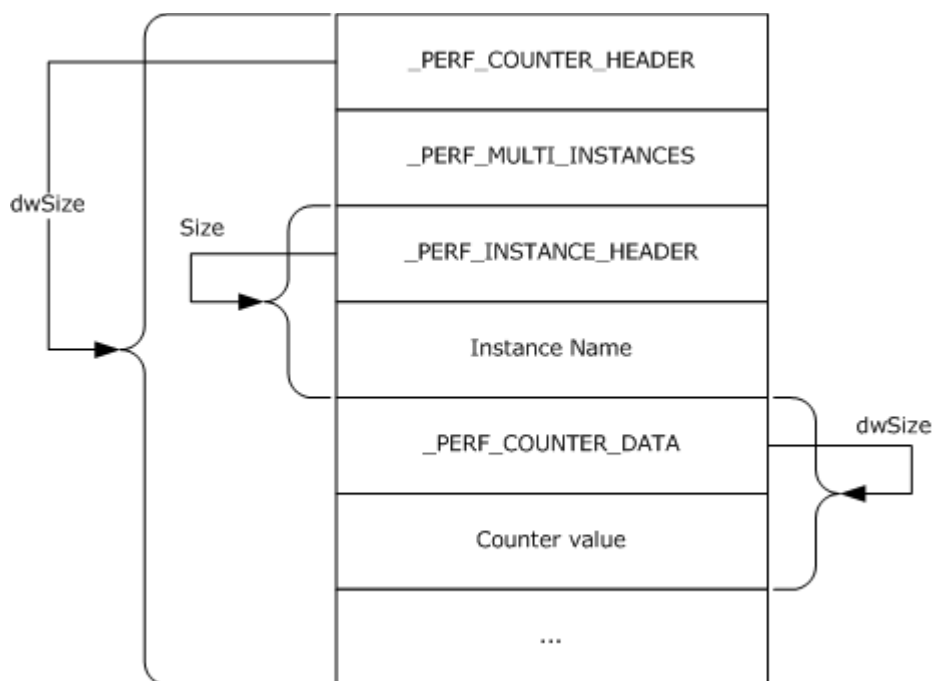 _PERF_COUNTER_HEADER
_PERF_MULTI_INSTANCES
dwSize
Size
_PERF_INSTANCE_HEADER
Instance Name
_PERF_COUNTER_DATA
dwSize
Counter value
...